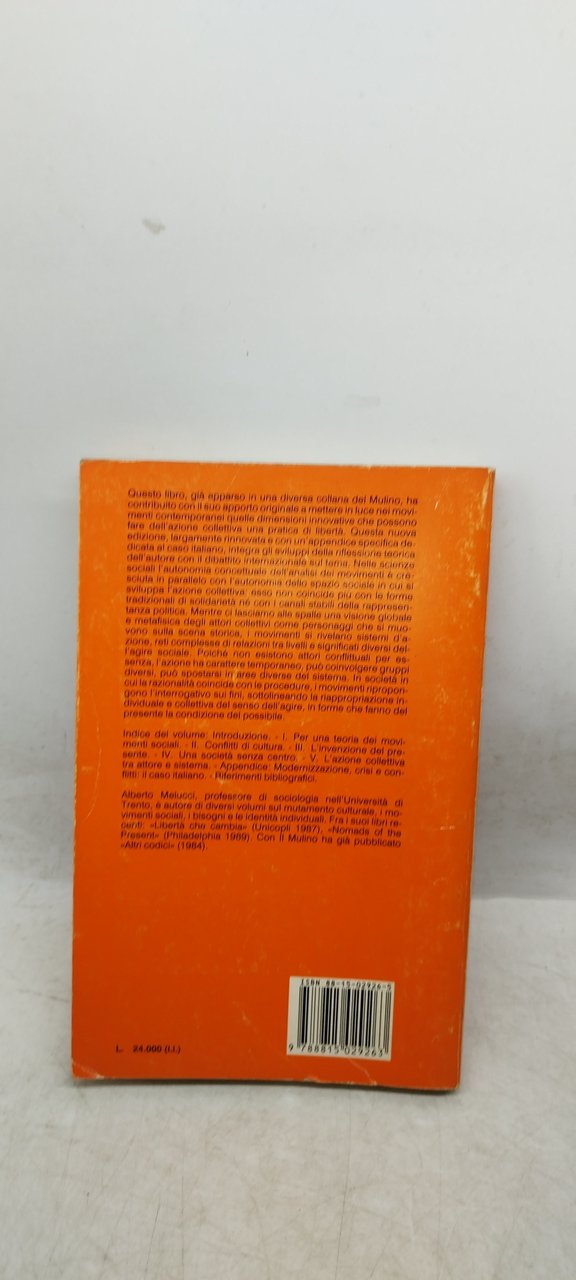 Questo libro, già apparso in una diversa collana del Mulino, ha
contribuito con il suo apporto originale a mettere in luce nei movi-
menti contemporanei quelle dimensioni innovative che possono
fare dell'azione collettiva una pratica di libertà. Questa nuova
edizione, largamente rinnovata e con un'appendice specifica de-
dicata al caso italiano, integra gli sviluppi della riflessione teorica
dell'autore con il dibattito internazionale sul tema. Nelle scienze
sociali l'autonomia concettuale dell'analisi dei movimenti è cre-
sciuta in parallelo con l'autonomia dello spazio sociale in cui si
sviluppa l'azione collettiva: esso non coincide più con le forme
tradizionali di solidarietà né con i canali stabili della rappresen-
tanza politica. Mentre ci lasciamo alle spalle una visione globale
e metafisica degli attori collettivi come personaggi che si muo-
vono sulla scena storica, i movimenti si rivelano sistemi d'a-
zione, reti complesse di relazioni tra livelli e significati diversi del-
l'agire sociale. Poiché non esistono attori conflittuali per es-
senza, l'azione ha carattere temporaneo, può coinvolgere gruppi
diversi, può spostarsi in aree diverse del sistema. In società in
cui la razionalità coincide con le procedure, i movimenti ripropon-
gono l'interrogativo sui fini, sottolineando la riappropriazione in-
dividuale e collettiva del senso dell'agire, in forme che fanno del
presente la condizione del possibile.
Indice del volume: Introduzione. - I. Per una teoria dei movi-
menti sociali. - II. Conflitti di cultura. - III. L'invenzione del pre-
sente. - IV. Una società senza centro. - V. L'azione collettiva
tra attore e sistema. - Appendice: Modernizzazione, crisi e con-
flitti: il caso italiano. - Riferimenti bibliografici.
Alberto Melucci, professore di sociologia nell'Università di
Trento, è autore di diversi volumi sul mutamento culturale, i mo-
vimenti sociali, i bisogni e le identità individuali. Fra i suoi libri re-
centi: «Libertà che cambia» (Unicopli 1987), «Nomads of the
Present» (Philadelphia 1989). Con Il Mulino ha già pubblicato
«Altri codici» (1984).
ISBN 88-15-02926-5
9 788815 029263
L. 24.000 (i.i.)